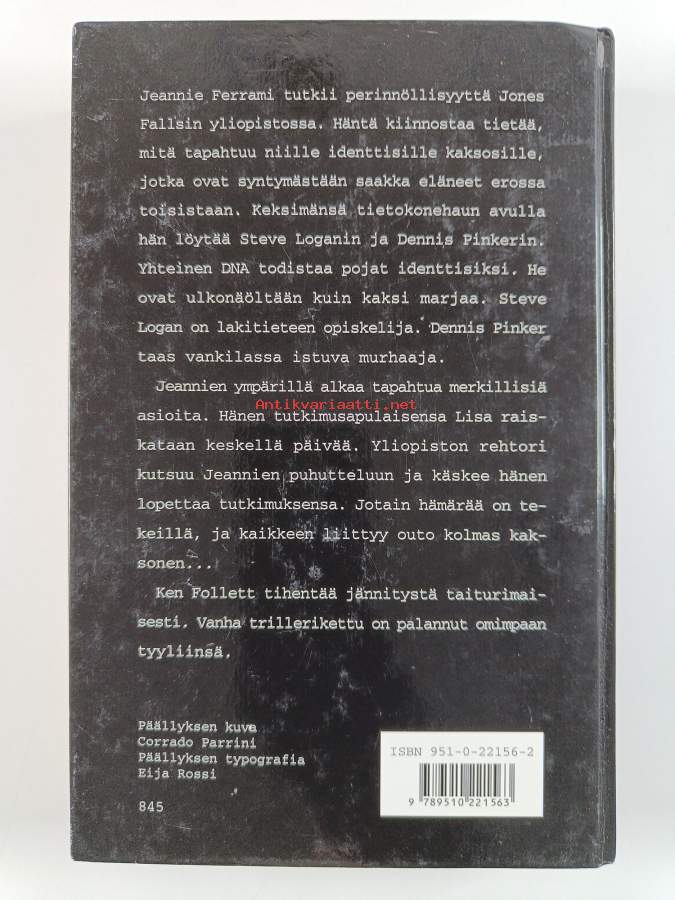 Jeannie Ferrami tutkii perinnöllisyyttä Jones
Fallsin yliopistossa. Häntä kiinnostaa tietää,
mitä tapahtuu niille identtisille kaksosille,
jotka ovat syntymästään saakka eläneet erossa
toisistaan. Keksimänsä tietokonehaun avulla
hän löytää Steve Loganin ja Dennis Pinkerin.
Yhteinen DNA todistaa pojat identtisiksi. He
ovat ulkonäöltään kuin kaksi marjaa. Steve
Logan on lakitieteen opiskelija. Dennis Pinker
taas vankilassa istuva murhaaja.
Jeannien ympärillä alkaa tapahtua merkillisiä
Antikvariaatti.net
asioita. Hänen tutkimusapulaisensa Lisa rais-
kataan keskellä päivää. Yliopiston rehtori
kutsuu Jeannien puhutteluun ja käskee hänen
lopettaa tutkimuksensa. Jotain hämärää on te-
keillä, ja kaikkeen liittyy outo kolmas kak-
sonen...
Ken Follett tihentää jännitystä taiturimai-
sesti. Vanha trillerikettu on palannut omimpaan
tyyliinsä.
Päällyksen kuva
Corrado Parrini
Päällyksen typografia
Eija Rossi
845
ISBN 951-0-22156-2
9 789510 221563